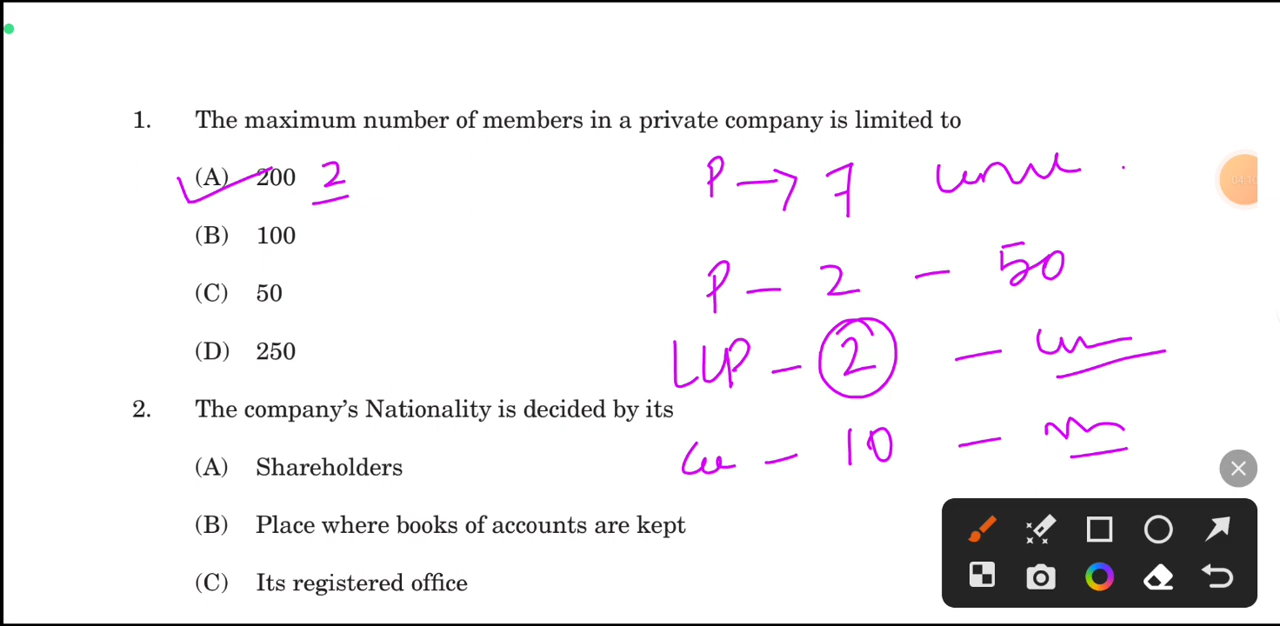 1. The maximum number of members in a private company is limited to
(A) 200 2
P → 7
(B) 100
P – 2 – 50
(C) 50
(D) 250
LLP – 2 –
2. The company's Nationality is decided by its
– 10 –
(A) Shareholders
(B) Place where books of accounts are kept
(C) Its registered office